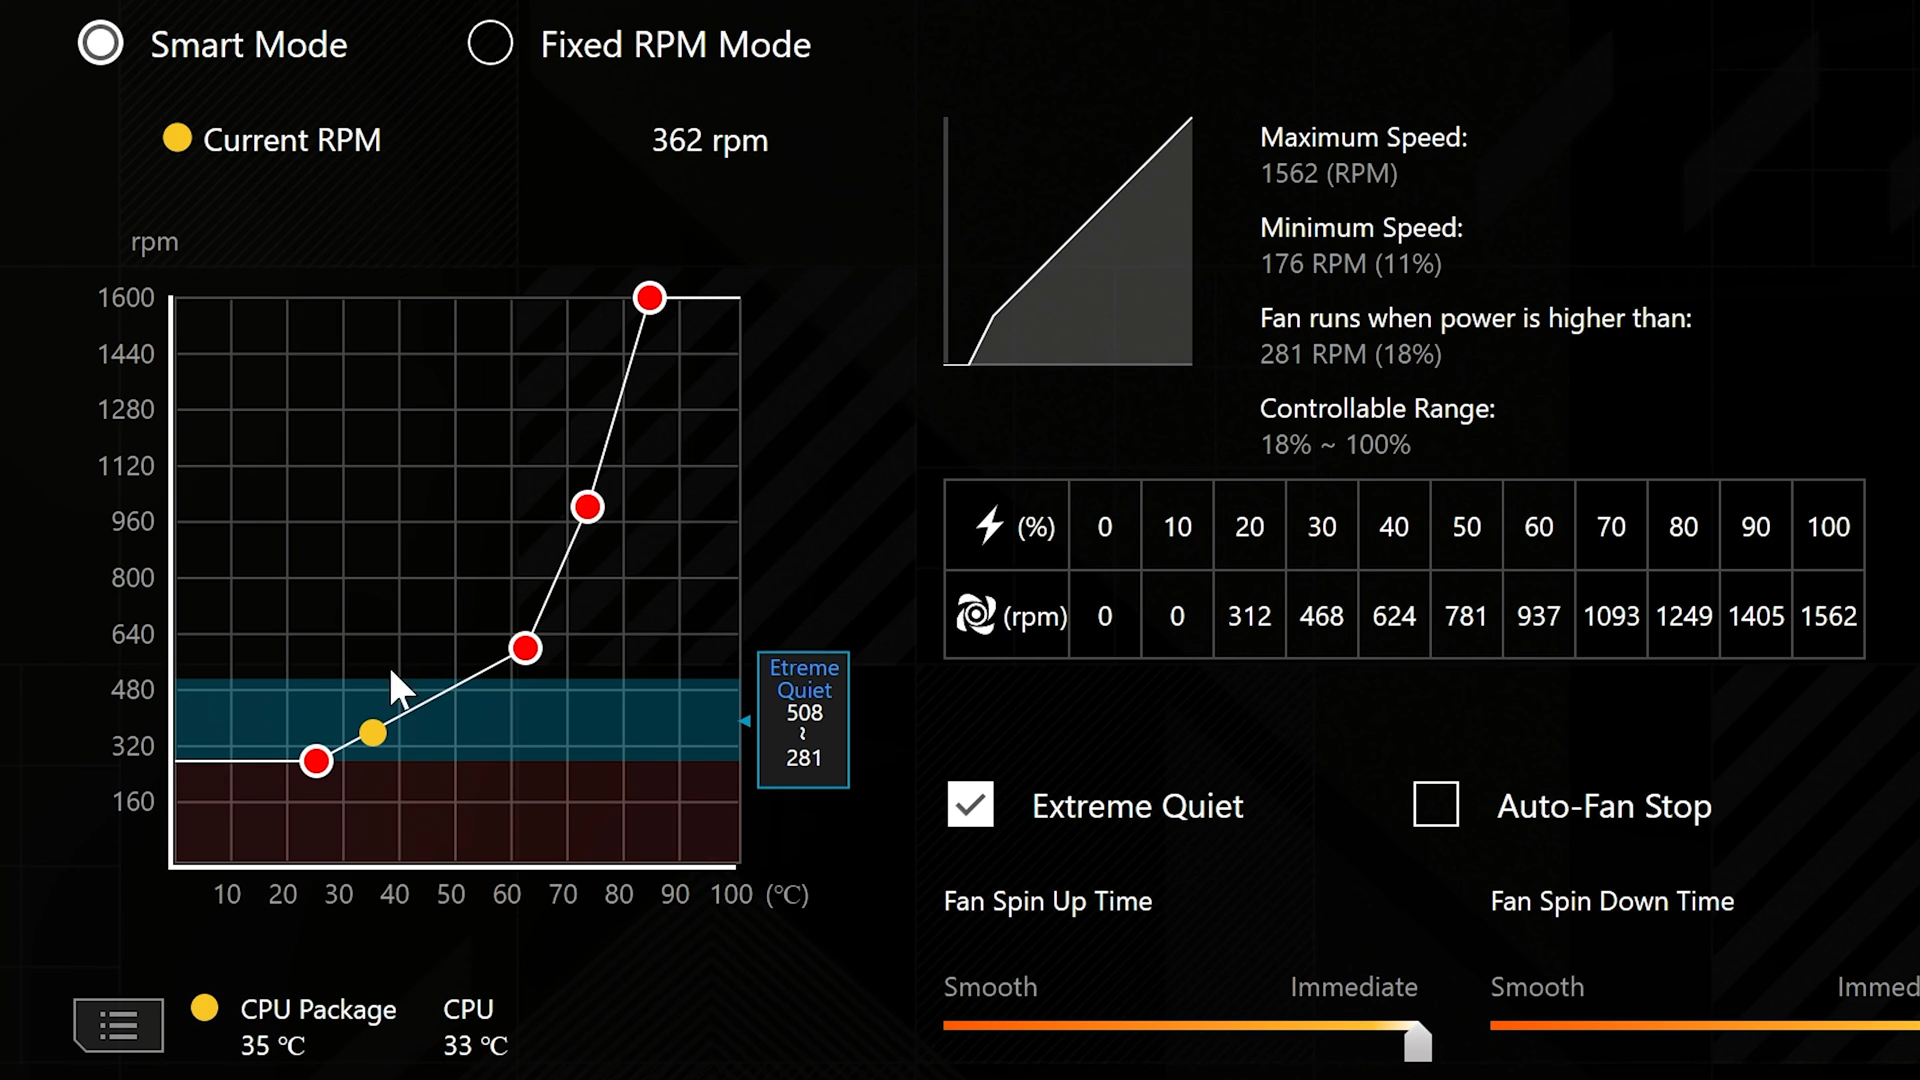 Smart Mode
Fixed RPM Mode
Current RPM
362 rpm
rpm
1600
1440
1280
1120
960
800
640
480
320
160
10 20 30 40 50 60 70 80 90 100 (℃)
Etreme
Quiet
508
~
281
CPU Package
35 ℃
CPU
33 ℃
Maximum Speed:
1562 (RPM)
Minimum Speed:
176 RPM (11%)
Fan runs when power is higher than:
281 RPM (18%)
Controllable Range:
18% ~ 100%
(%) 0 10 20 30 40 50 60 70 80 90 100
(rpm) 0 0 312 468 624 781 937 1093 1249 1405 1562
Extreme Quiet
Auto-Fan Stop
Fan Spin Up Time
Smooth Immediate
Fan Spin Down Time
Smooth Immed